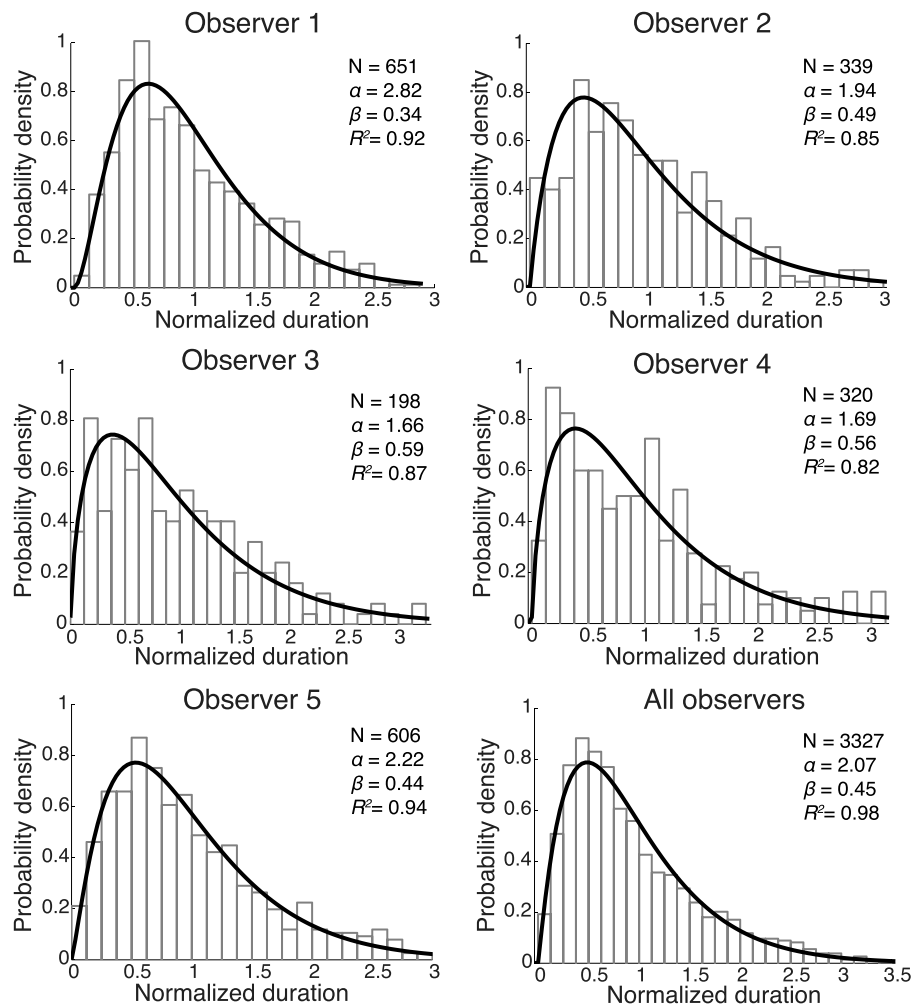 Observer 1
Probability density
1
0.8
0.6
0.4
0.2
0
N = 651
α = 2.82
β = 0.34
R²= 0.92
0 0.5 1 1.5 2 2.5 3
Normalized duration
Observer 2
Probability density
1
0.8
0.6
0.4
0.2
0
N = 339
α = 1.94
β = 0.49
R²= 0.85
0 0.5 1 1.5 2 2.5 3
Normalized duration
Observer 3
Probability density
1
0.8
0.6
0.4
0.2
0
N = 198
α = 1.66
β = 0.59
R²= 0.87
0 0.5 1 1.5 2 2.5 3
Normalized duration
Observer 4
Probability density
1
0.8
0.6
0.4
0.2
0
N = 320
α = 1.69
β = 0.56
R²= 0.82
0 0.5 1 1.5 2 2.5 3
Normalized duration
Observer 5
Probability density
1
0.8
0.6
0.4
0.2
0
N = 606
α = 2.22
β = 0.44
R²= 0.94
0 0.5 1 1.5 2 2.5 3
Normalized duration
All observers
Probability density
1
0.8
0.6
0.4
0.2
0
N = 3327
α = 2.07
β = 0.45
R²= 0.98
0 0.5 1 1.5 2 2.5 3 3.5
Normalized duration